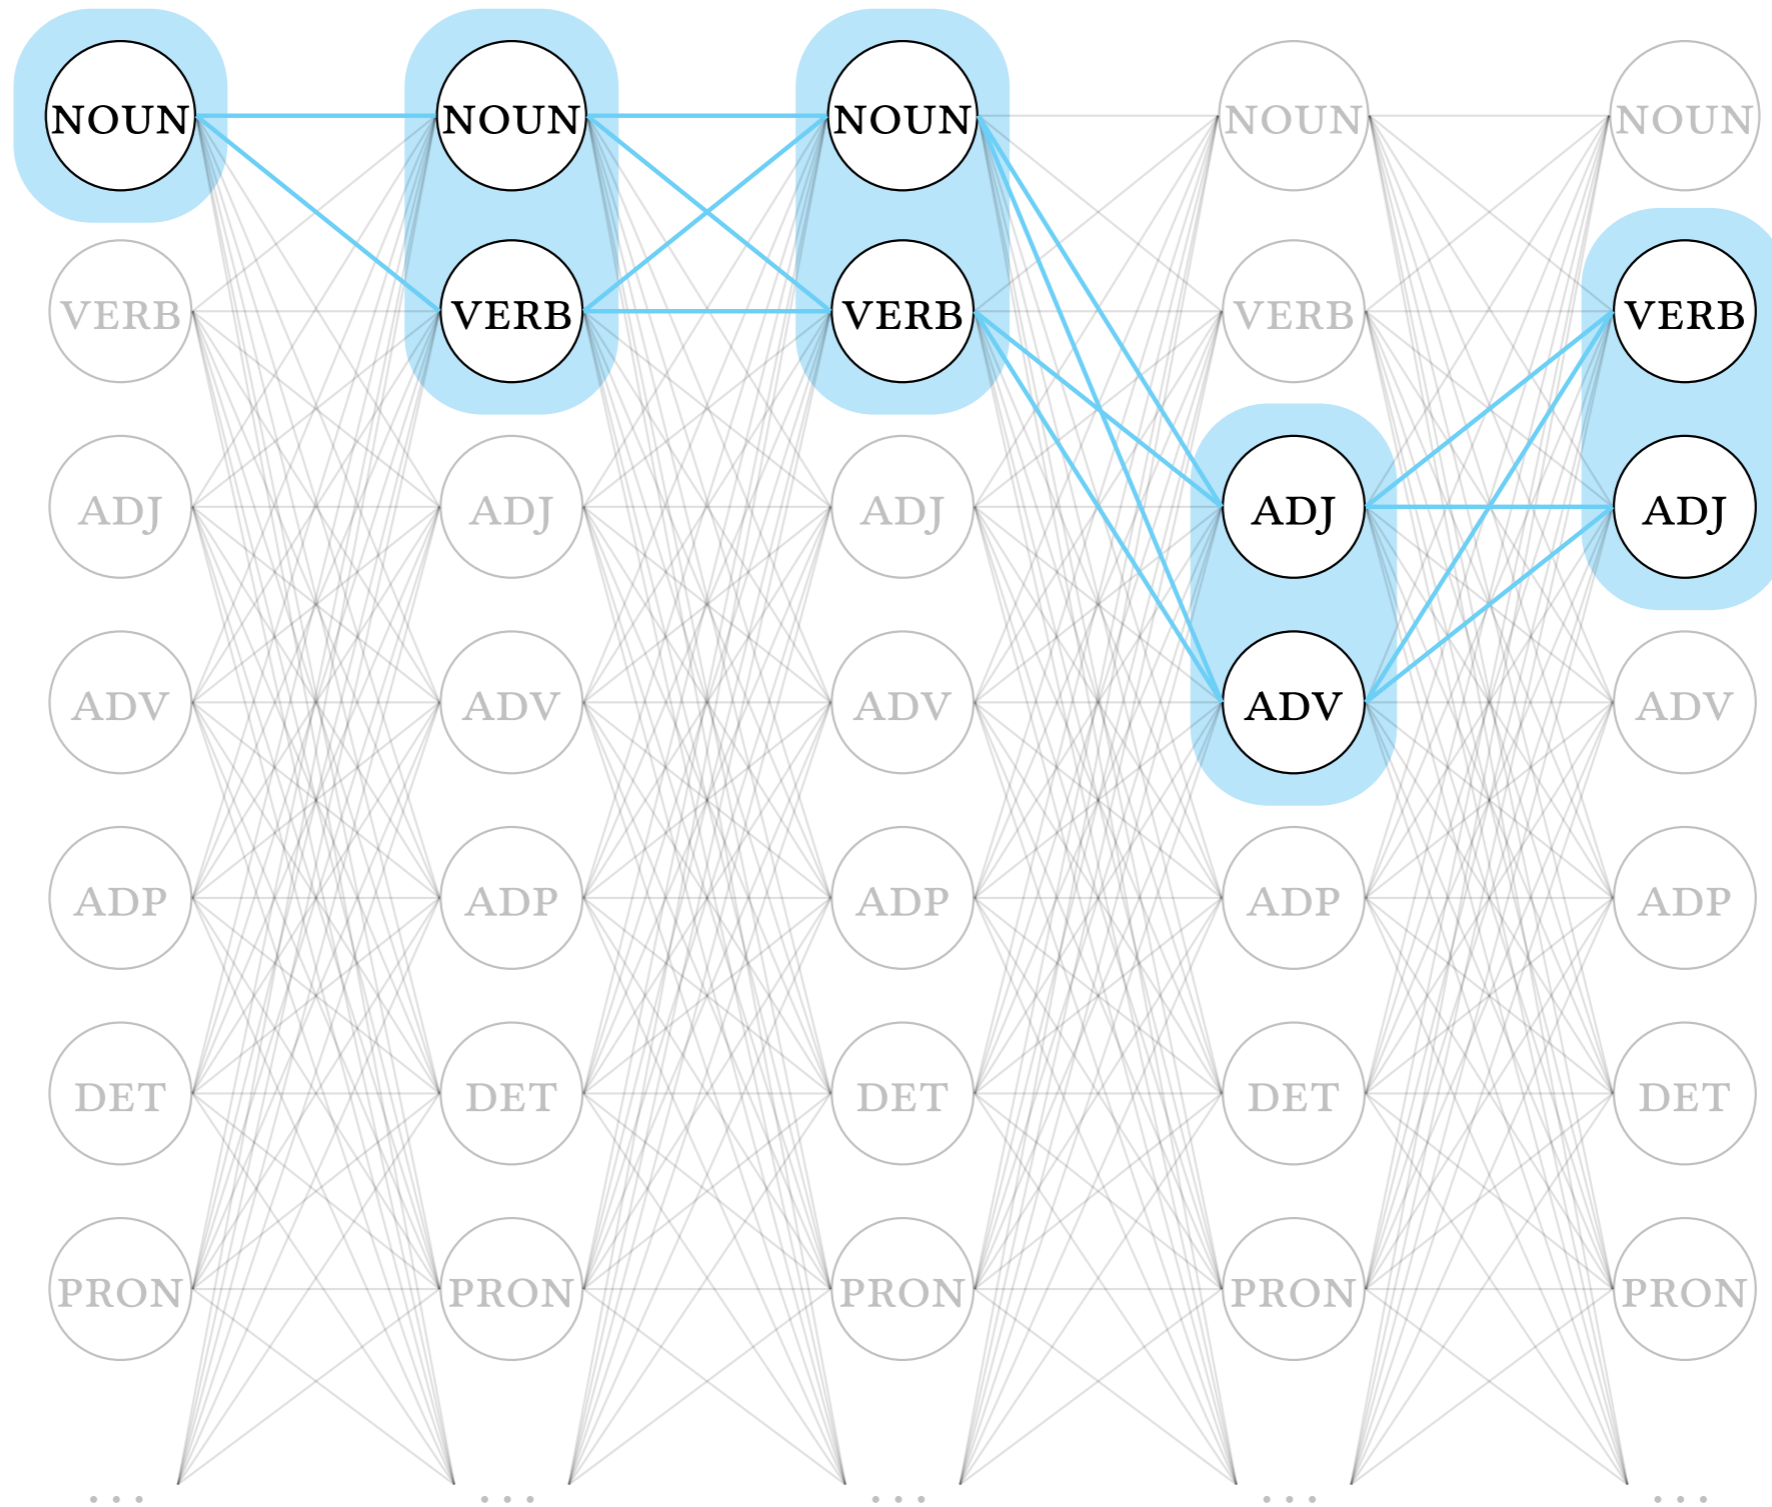 NOUN NOUN NOUN NOUN NOUN
VERB VERB VERB VERB VERB
ADJ ADJ ADJ ADJ ADJ
ADV ADV ADV ADV ADV
ADP ADP ADP ADP ADP
DET DET DET DET DET
PRON PRON PRON PRON PRON
... ... ... ... ...